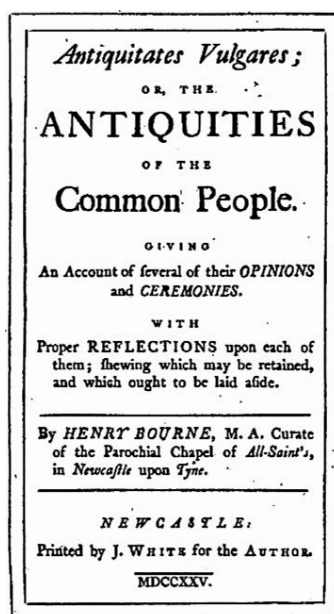 Antiquitates Vulgares;
OR, THE
ANTIQUITIES
OF THE
Common People.
GIVING
An Account of ſeveral of their OPINIONS
and CEREMONIES.
WITH
Proper REFLECTIONS upon each of
them; ſhewing which may be retained,
and which ought to be laid aſide.
By HENRY BOURNE, M. A. Curate
of the Parochial Chapel of All-Saint's,
in Newcaſtle upon Tyne.
NEWCASTLE:
Printed by J. WHITE for the AUTHOR.
MDCCXXV.